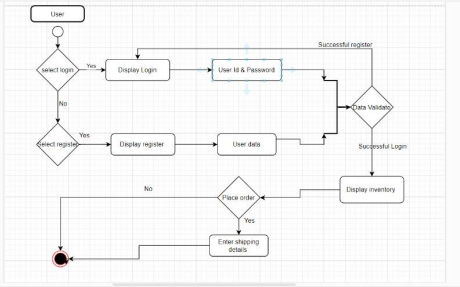 User
Successful register
select login
Yes
Display Login
User Id & Password
No
Data Validato
Select register
Yes
Display register
User data
Successful Login
No
Place order
Display inventory
Yes
Enter shipping
details